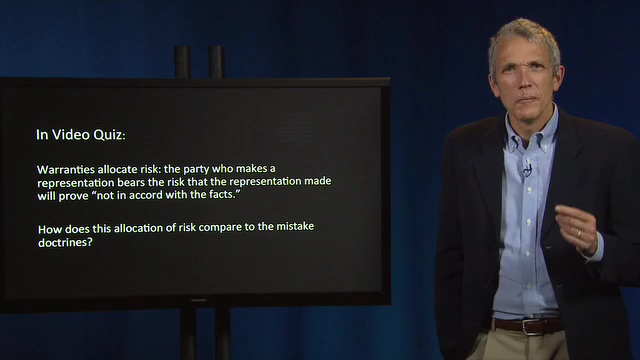 In Video Quiz:
Warranties allocate risk: the party who makes a
representation bears the risk that the representation made
will prove “not in accord with the facts.”
How does this allocation of risk compare to the mistake
doctrines?